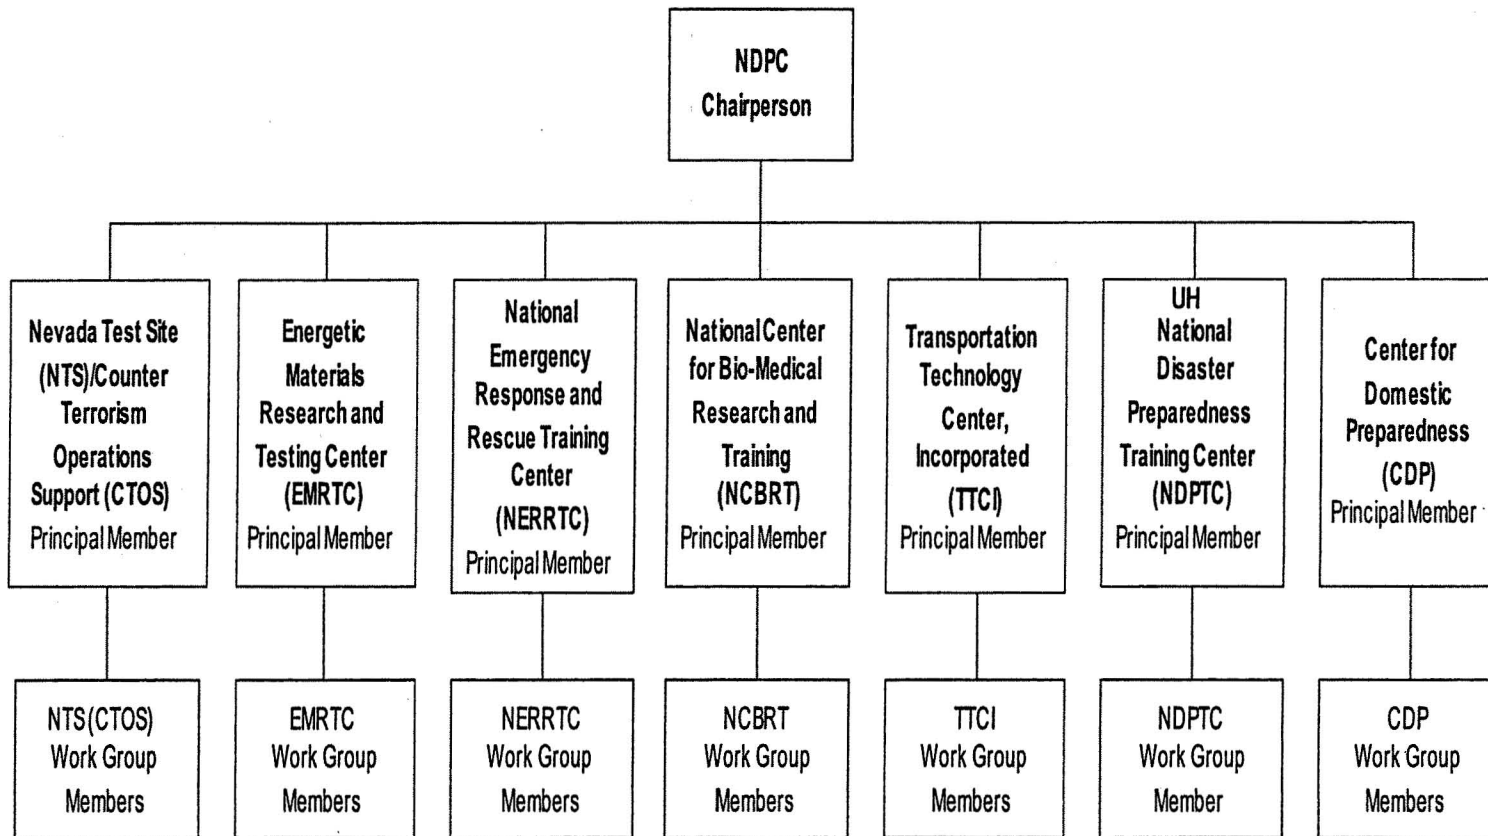 NDPC
Chairperson
Nevada Test Site
(NTS)/Counter
Terrorism
Operations
Support (CTOS)
Principal Member
Energetic
Materials
Research and
Testing Center
(EMRTC)
Principal Member
National
Emergency
Response and
Rescue Training
Center
(NERRTC)
Principal Member
National Center
for Bio-Medical
Research and
Training
(NCBRT)
Principal Member
Transportation
Technology
Center,
Incorporated
(TTCI)
Principal Member
UH
National
Disaster
Preparedness
Training Center
(NDPTC)
Principal Member
Center for
Domestic
Preparedness
(CDP)
Principal Member
NTS (CTOS)
Work Group
Members
EMRTC
Work Group
Members
NERRTC
Work Group
Members
NCBRT
Work Group
Members
TTCI
Work Group
Members
NDPTC
Work Group
Member
CDP
Work Group
Members